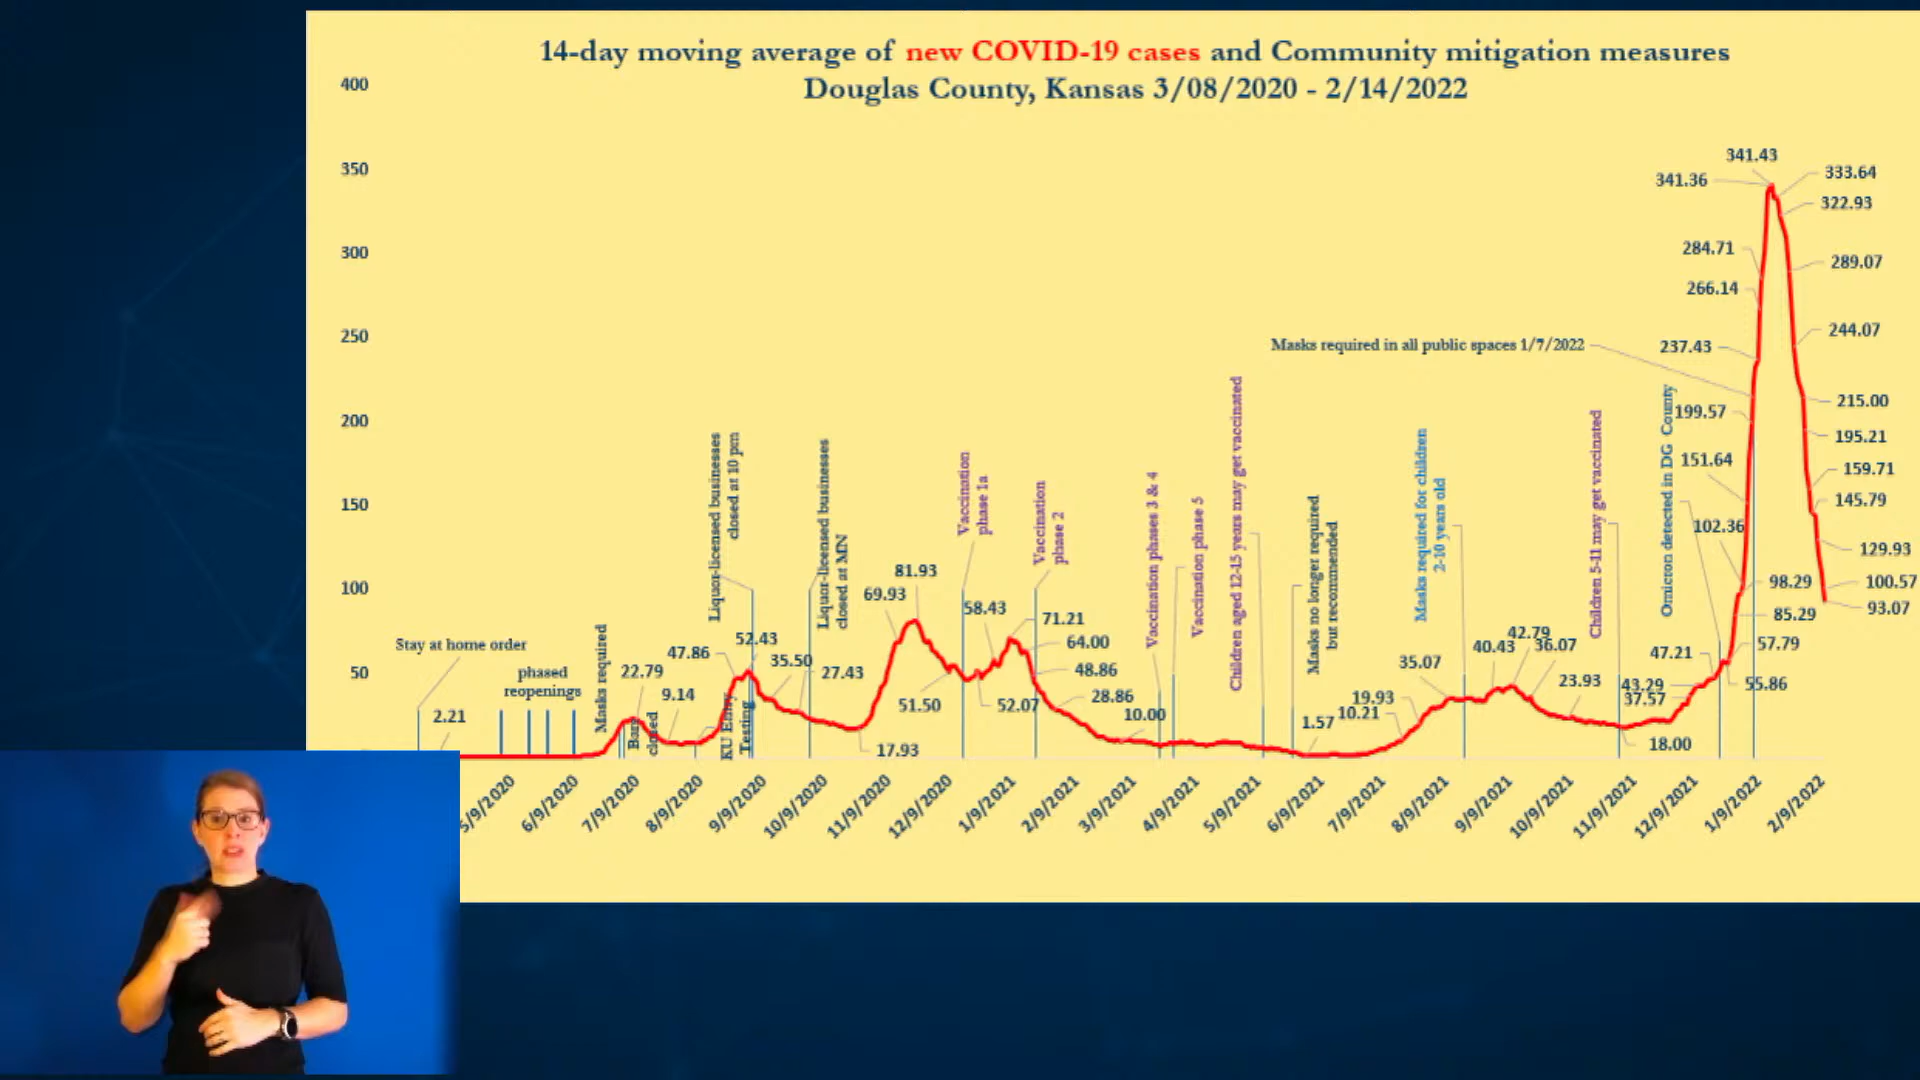 14-day moving average of new COVID-19 cases and Community mitigation measures
Douglas County, Kansas 3/08/2020 - 2/14/2022
400
350
300
250
200
150
100
50
Stay at home order
2.21
phased
reopenings
Masks required
22.79
Bars
closed
9.14
47.86
KU Entry
Testing
Liquor-licensed businesses
closed at 10 pm
52.43
35.50
Liquor-licensed businesses
closed at MN
27.43
17.93
69.93
81.93
51.50
Vaccination
phase 1a
58.43
52.07
Vaccination
phase 2
71.21
64.00
48.86
28.86
10.00
Vaccination phases 3 & 4
Vaccination phase 5
Children aged 12-15 years may get vaccinated
Masks no longer required
but recommended
1.57
10.21
19.93
35.07
Masks required for children
2-10 years old
40.43
42.79
36.07
23.93
Children 5-11 may get vaccinated
18.00
37.57
43.29
47.21
Omicron detected in DG County
55.86
57.79
85.29
98.29
102.36
151.64
199.57
Masks required in all public spaces 1/7/2022
237.43
266.14
284.71
341.36
341.43
333.64
322.93
289.07
244.07
215.00
195.21
159.71
145.79
129.93
100.57
93.07
5/9/2020
6/9/2020
7/9/2020
8/9/2020
9/9/2020
10/9/2020
11/9/2020
12/9/2020
1/9/2021
2/9/2021
3/9/2021
4/9/2021
5/9/2021
6/9/2021
7/9/2021
8/9/2021
9/9/2021
10/9/2021
11/9/2021
12/9/2021
1/9/2022
2/9/2022